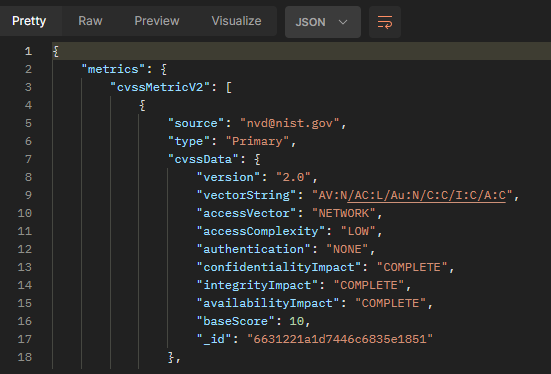 Pretty Raw Preview Visualize JSON
1 {
2 "metrics": {
3 "cvssMetricV2": [
4 {
5 "source": "nvd@nist.gov",
6 "type": "Primary",
7 "cvssData": {
8 "version": "2.0",
9 "vectorString": "AV:N/AC:L/Au:N/C:C/I:C/A:C",
10 "accessVector": "NETWORK",
11 "accessComplexity": "LOW",
12 "authentication": "NONE",
13 "confidentialityImpact": "COMPLETE",
14 "integrityImpact": "COMPLETE",
15 "availabilityImpact": "COMPLETE",
16 "baseScore": 10,
17 "_id": "6631221a1d7446c6835e1851"
18 },